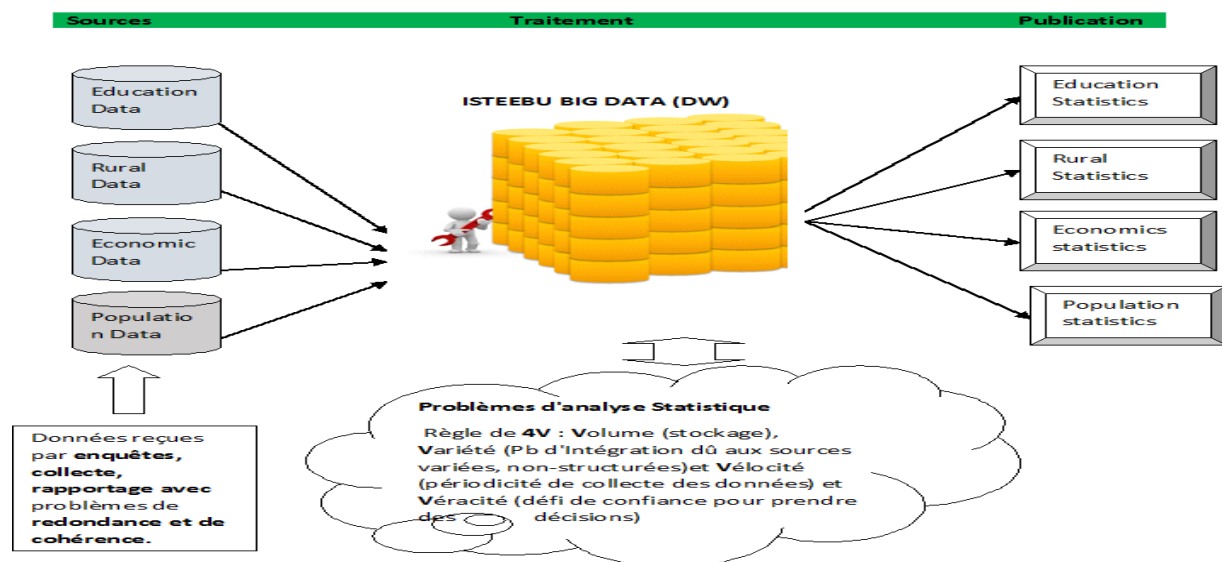 Sources Traitement Publication
Education
Data
Rural
Data
Economic
Data
Populatio
n Data
Données reçues
par enquêtes,
collecte,
rapportage avec
problèmes de
redondance et de
cohérence.
ISTEEBU BIG DATA (DW)
Problèmes d'analyse Statistique
Règle de 4V : Volume (stockage),
Variété (Pb d'Intégration dû aux sources
variées, non-structurées)et Vélocité
(périodicité de collecte des données) et
Véracité (défi de confiance pour prendre
des décisions)
Education
Statistics
Rural
Statistics
Economics
statistics
Population
statistics